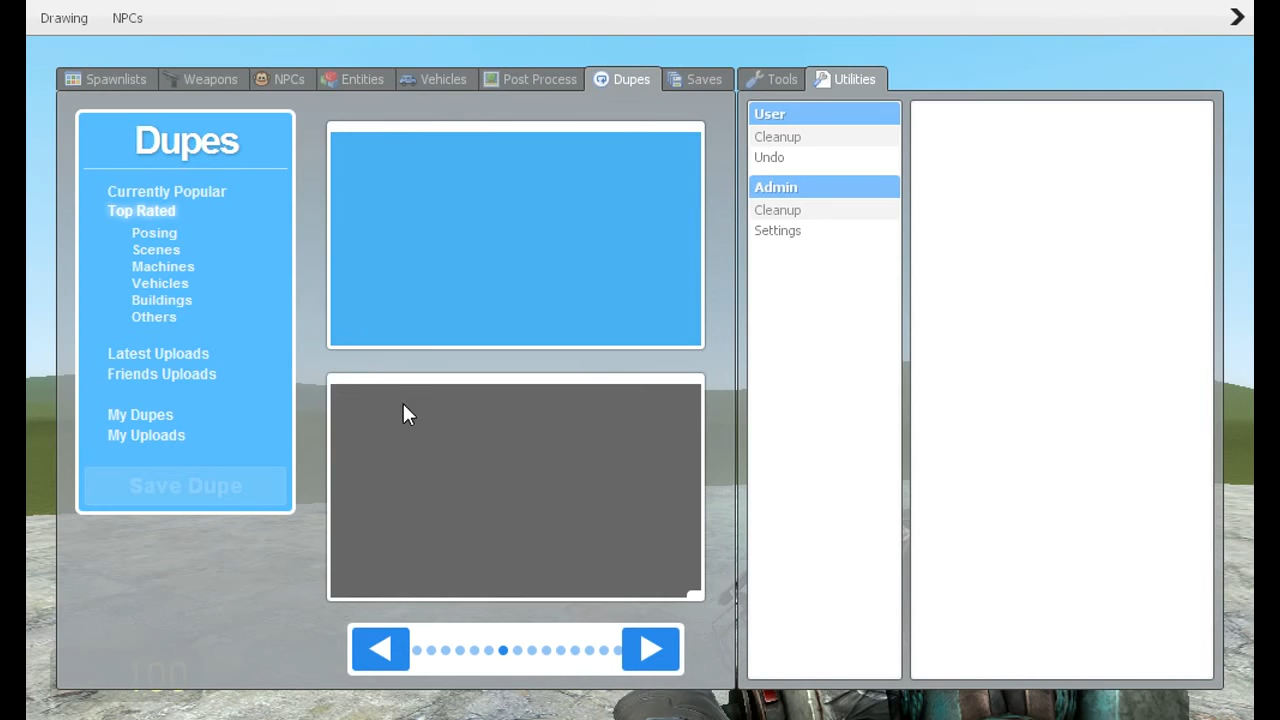 Drawing NPCs
Spawnlists Weapons NPCs Entities Vehicles Post Process Dupes Saves Tools Utilities
Dupes
Currently Popular
Top Rated
Posing
Scenes
Machines
Vehicles
Buildings
Others
Latest Uploads
Friends Uploads
My Dupes
My Uploads
Save Dupe
User
Cleanup
Undo
Admin
Cleanup
Settings
100